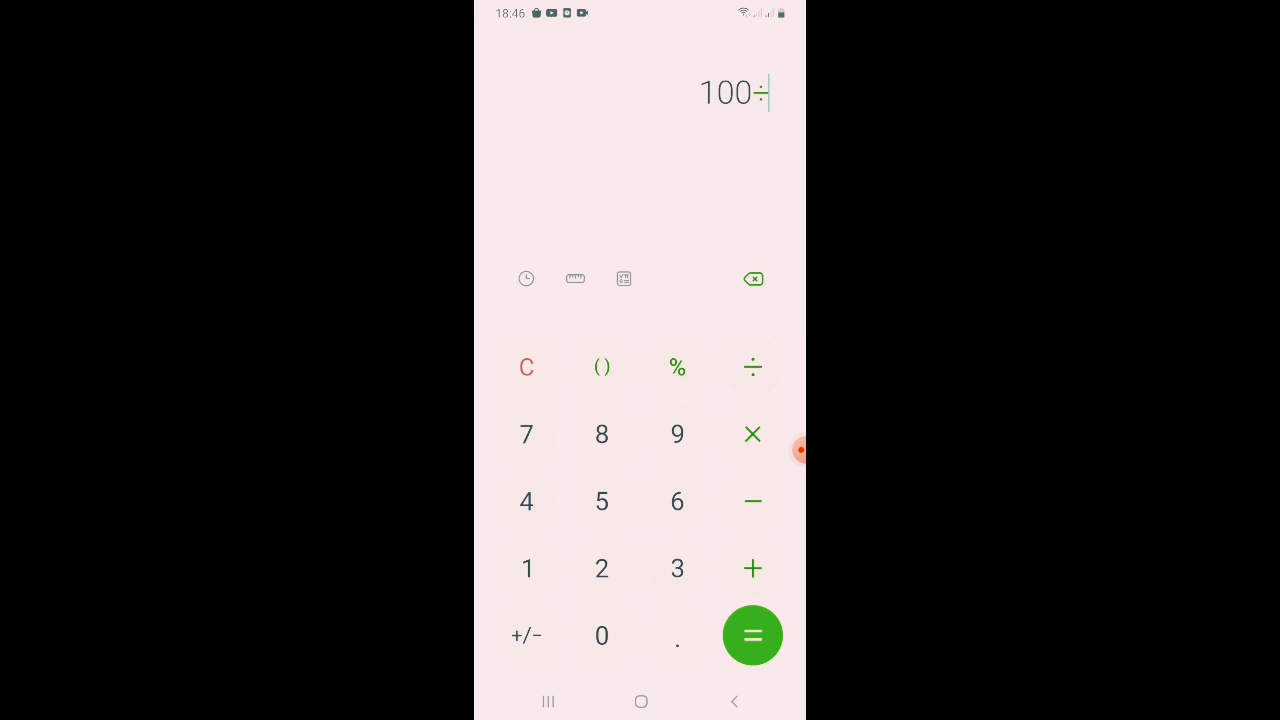 18:46
100÷
C ( ) % ÷
7 8 9 ×
4 5 6 −
1 2 3 +
+/− 0 . =